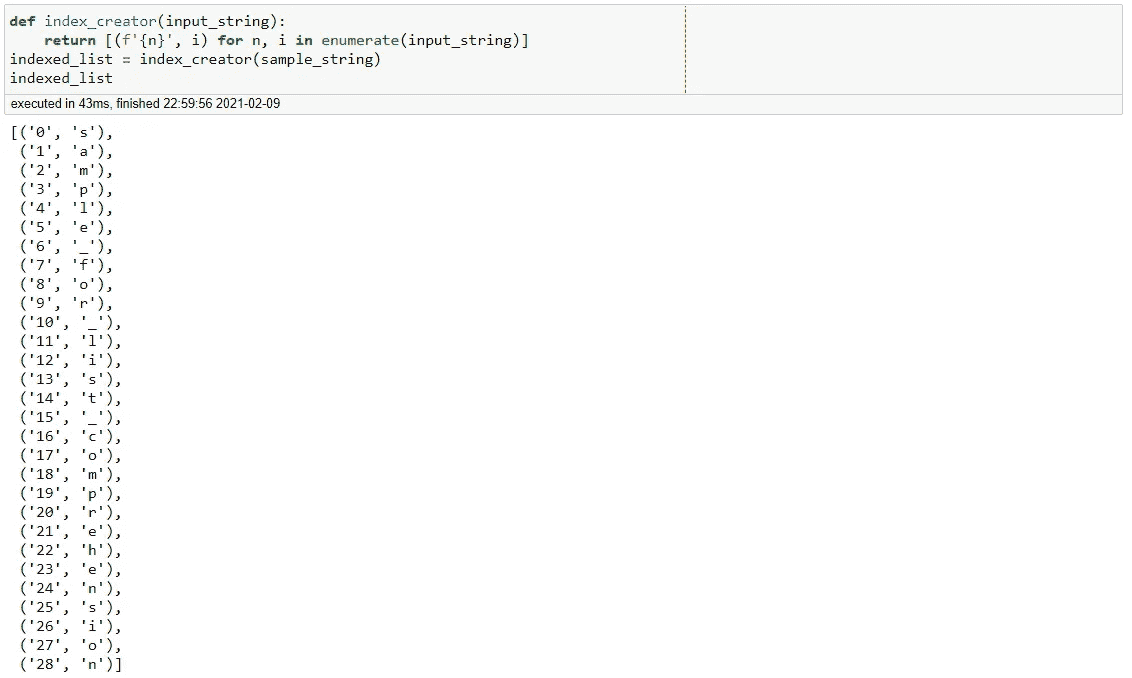 def index_creator(input_string):
    return [(f'{n}', i) for n, i in enumerate(input_string)]
indexed_list = index_creator(sample_string)
indexed_list
executed in 43ms, finished 22:59:56 2021-02-09
[('0', 's'),
 ('1', 'a'),
 ('2', 'm'),
 ('3', 'p'),
 ('4', 'l'),
 ('5', 'e'),
 ('6', '_'),
 ('7', 'f'),
 ('8', 'o'),
 ('9', 'r'),
 ('10', '_'),
 ('11', 'l'),
 ('12', 'i'),
 ('13', 's'),
 ('14', 't'),
 ('15', '_'),
 ('16', 'c'),
 ('17', 'o'),
 ('18', 'm'),
 ('19', 'p'),
 ('20', 'r'),
 ('21', 'e'),
 ('22', 'h'),
 ('23', 'e'),
 ('24', 'n'),
 ('25', 's'),
 ('26', 'i'),
 ('27', 'o'),
 ('28', 'n')]